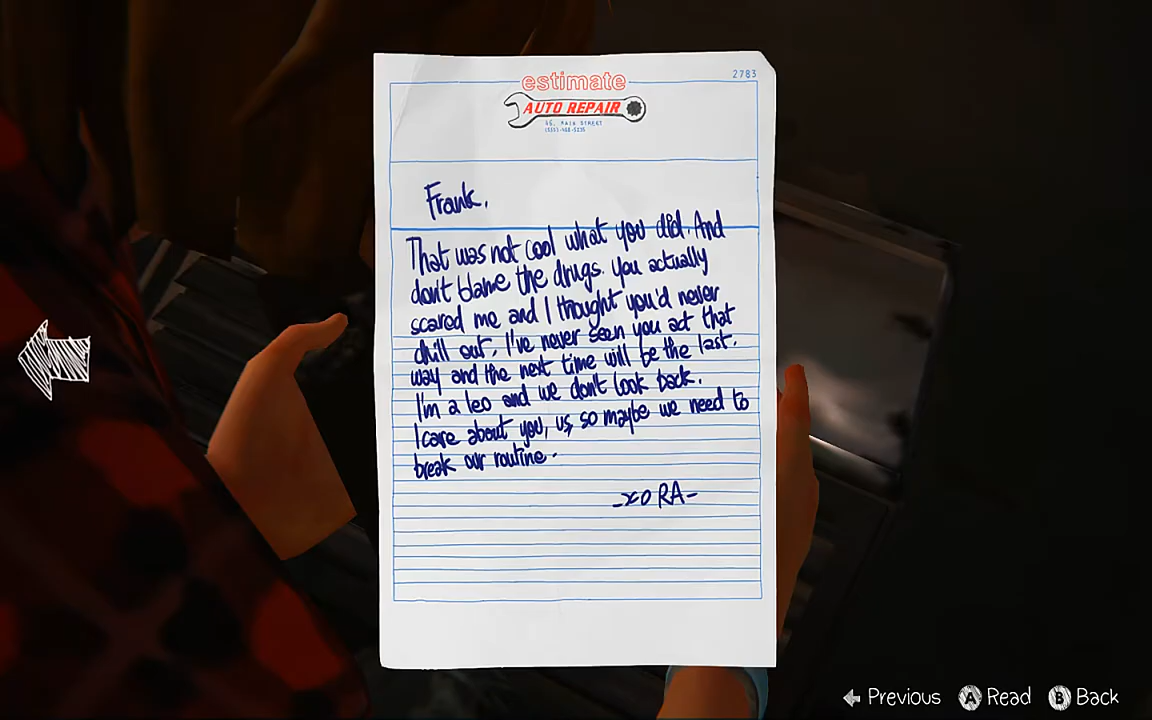 estimate
2783
AUTO REPAIR
Frank,
That was not cool what you did. And
don't blame the drugs. You actually
scared me and I thought you'd never
chill out. I've never seen you act that
way and the next time will be the last.
I'm a leo and we don't look back.
I care about you, us, so maybe we need to
break our routine.
-xo RA-
Previous A Read B Back